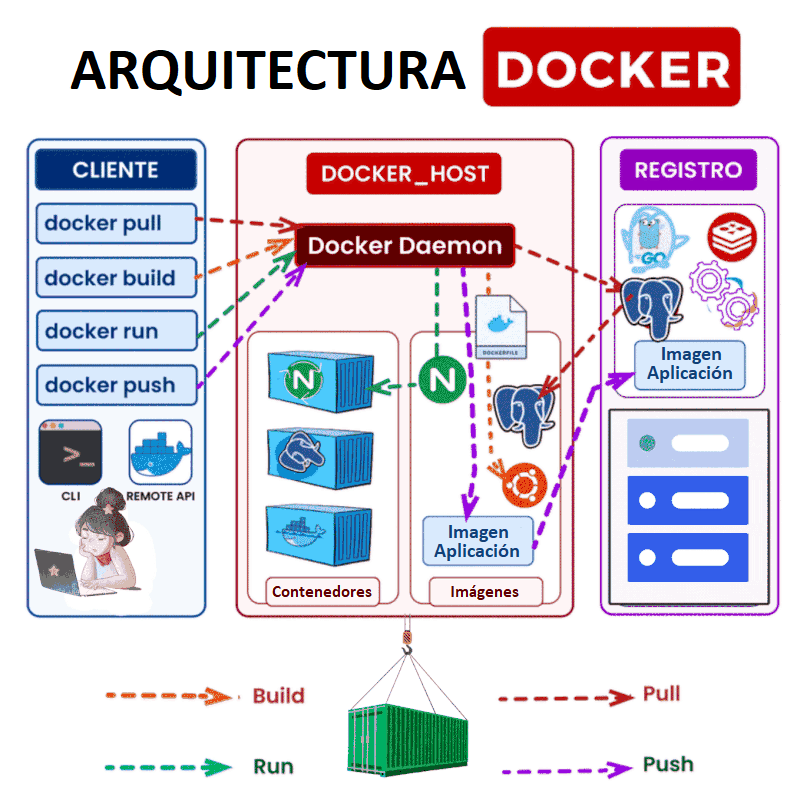 ARQUITECTURA DOCKER
CLIENTE
docker pull
docker build
docker run
docker push
CLI
REMOTE API
DOCKER_HOST
Docker Daemon
DOCKERFILE
N
N
Imagen
Aplicación
Contenedores
Imágenes
REGISTRO
GO
Imagen
Aplicación
Build
Run
Pull
Push